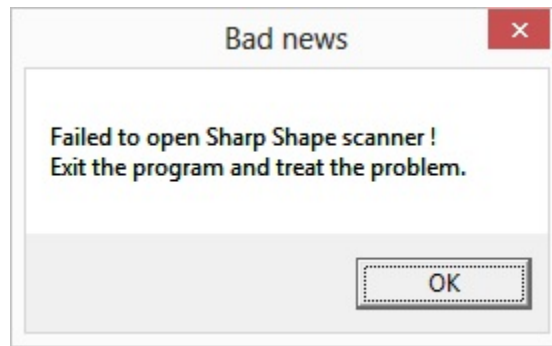 Bad news
Failed to open Sharp Shape scanner !
Exit the program and treat the problem.
OK